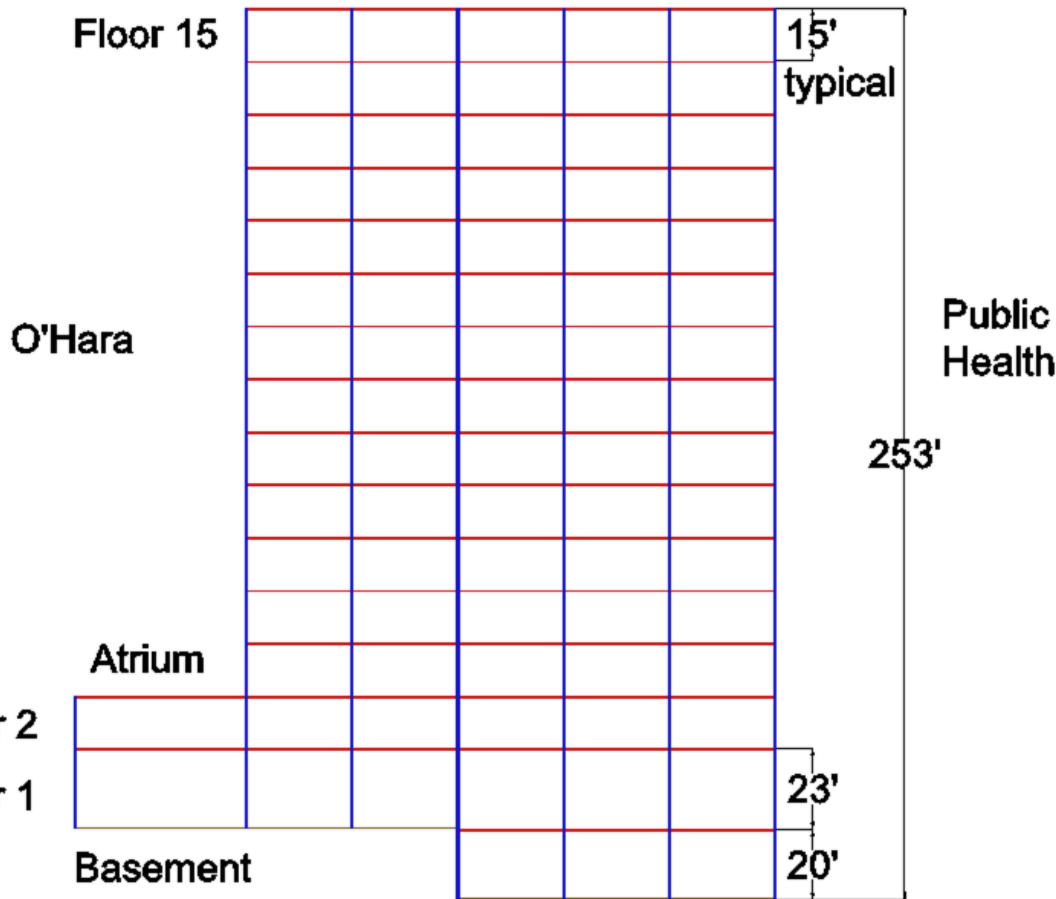 Floor 15
15'
typical
O'Hara
Public
Health
253'
Atrium
2
1
23'
20'
Basement